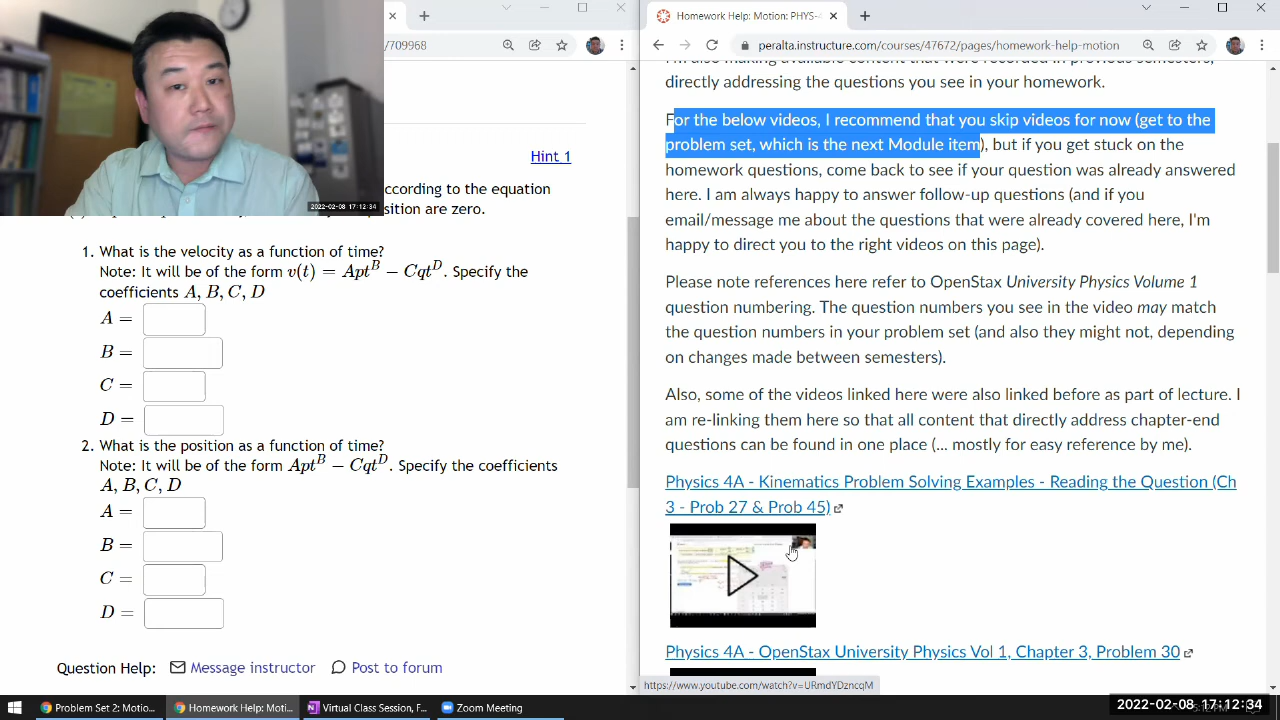 709968
Homework Help: Motion: PHYS-4
peralta.instructure.com/courses/47672/pages/homework-help-motion
2022-02-08 17:12:34
Hint 1
ccording to the equation
sition are zero.
1. What is the velocity as a function of time?
Note: It will be of the form v(t) = Apt^B − Cqt^D. Specify the
coefficients A, B, C, D
A =
B =
C =
D =
2. What is the position as a function of time?
Note: It will be of the form Apt^B − Cqt^D. Specify the coefficients
A, B, C, D
A =
B =
C =
D =
Question Help: Message instructor Post to forum
I'm also making available content that were recorded in previous semesters,
directly addressing the questions you see in your homework.
For the below videos, I recommend that you skip videos for now (get to the
problem set, which is the next Module item), but if you get stuck on the
homework questions, come back to see if your question was already answered
here. I am always happy to answer follow-up questions (and if you
email/message me about the questions that were already covered here, I'm
happy to direct you to the right videos on this page).
Please note references here refer to OpenStax University Physics Volume 1
question numbering. The question numbers you see in the video may match
the question numbers in your problem set (and also they might not, depending
on changes made between semesters).
Also, some of the videos linked here were also linked before as part of lecture. I
am re-linking them here so that all content that directly address chapter-end
questions can be found in one place (... mostly for easy reference by me).
Physics 4A - Kinematics Problem Solving Examples - Reading the Question (Ch
3 - Prob 27 & Prob 45)
Physics 4A - OpenStax University Physics Vol 1, Chapter 3, Problem 30
https://www.youtube.com/watch?v=URmdYDzncqM
Problem Set 2: Motio...
Homework Help: Moti...
Virtual Class Session, F...
Zoom Meeting
2022-02-08 17:12:34